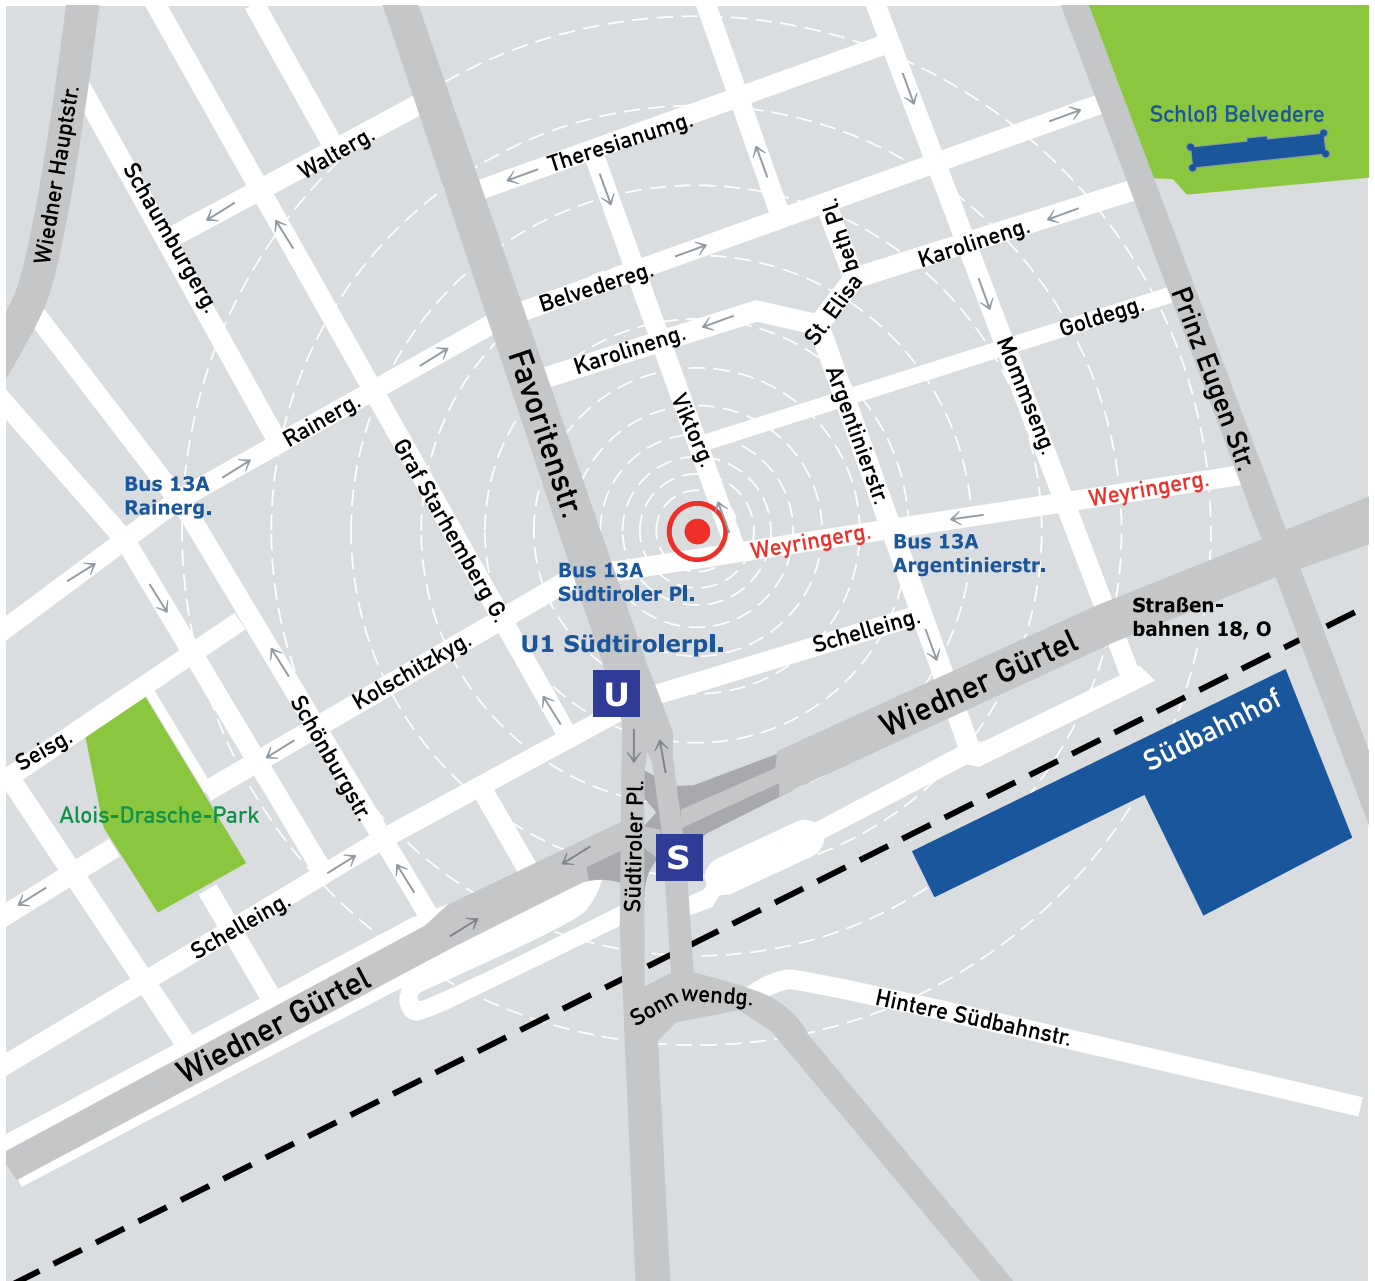 Wiedner Hauptstr.
Schaumburgerg.
Walterg.
Theresianumg.
Schloß Belvedere
beth Pl.
St. Elisa
Karolineng.
Belvedereg.
Karolineng.
Goldegg.
Prinz Eugen Str.
Favoritenstr.
Rainerg.
Viktorg.
Argentinierstr.
Mommseng.
Graf Starhemberg G.
Bus 13A
Rainerg.
Weyringerg.
Weyringerg.
Bus 13A
Argentinierstr.
Bus 13A
Südtiroler Pl.
U1 Südtirolerpl.
U
Schelleing.
Straßen-
bahnen 18, O
Wiedner Gürtel
Kolschitzkyg.
Schönburgstr.
Seisg.
Alois-Drasche-Park
Südbahnhof
Südtiroler Pl.
S
Schelleing.
Wiedner Gürtel
Sonnwendg.
Hintere Südbahnstr.